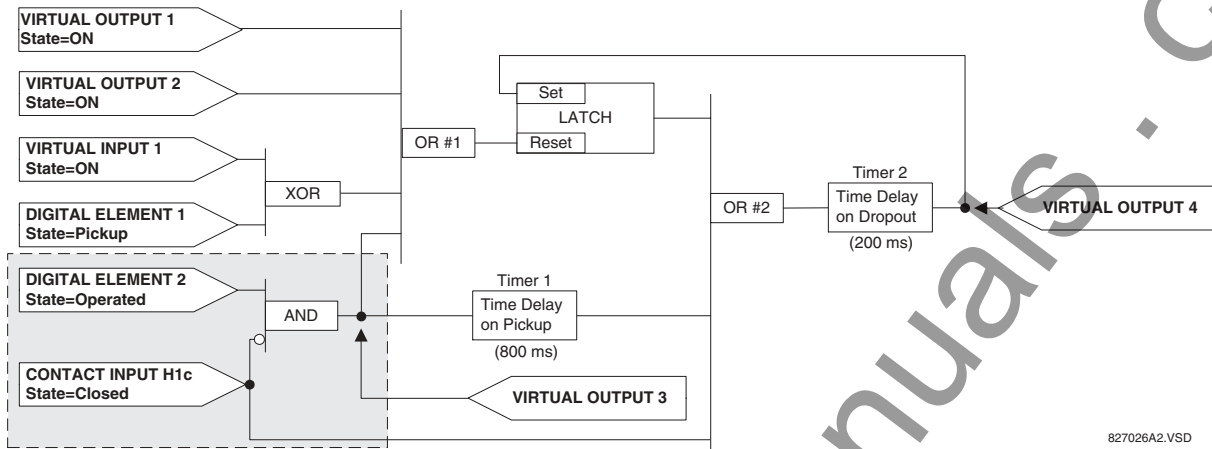 VIRTUAL OUTPUT 1
State=ON
VIRTUAL OUTPUT 2
State=ON
VIRTUAL INPUT 1
State=ON
DIGITAL ELEMENT 1
State=Pickup
DIGITAL ELEMENT 2
State=Operated
CONTACT INPUT H1c
State=Closed
XOR
AND
OR #1
Set
LATCH
Reset
Timer 1
Time Delay
on Pickup
(800 ms)
VIRTUAL OUTPUT 3
OR #2
Timer 2
Time Delay
on Dropout
(200 ms)
VIRTUAL OUTPUT 4
827026A2.VSD
nuals . c